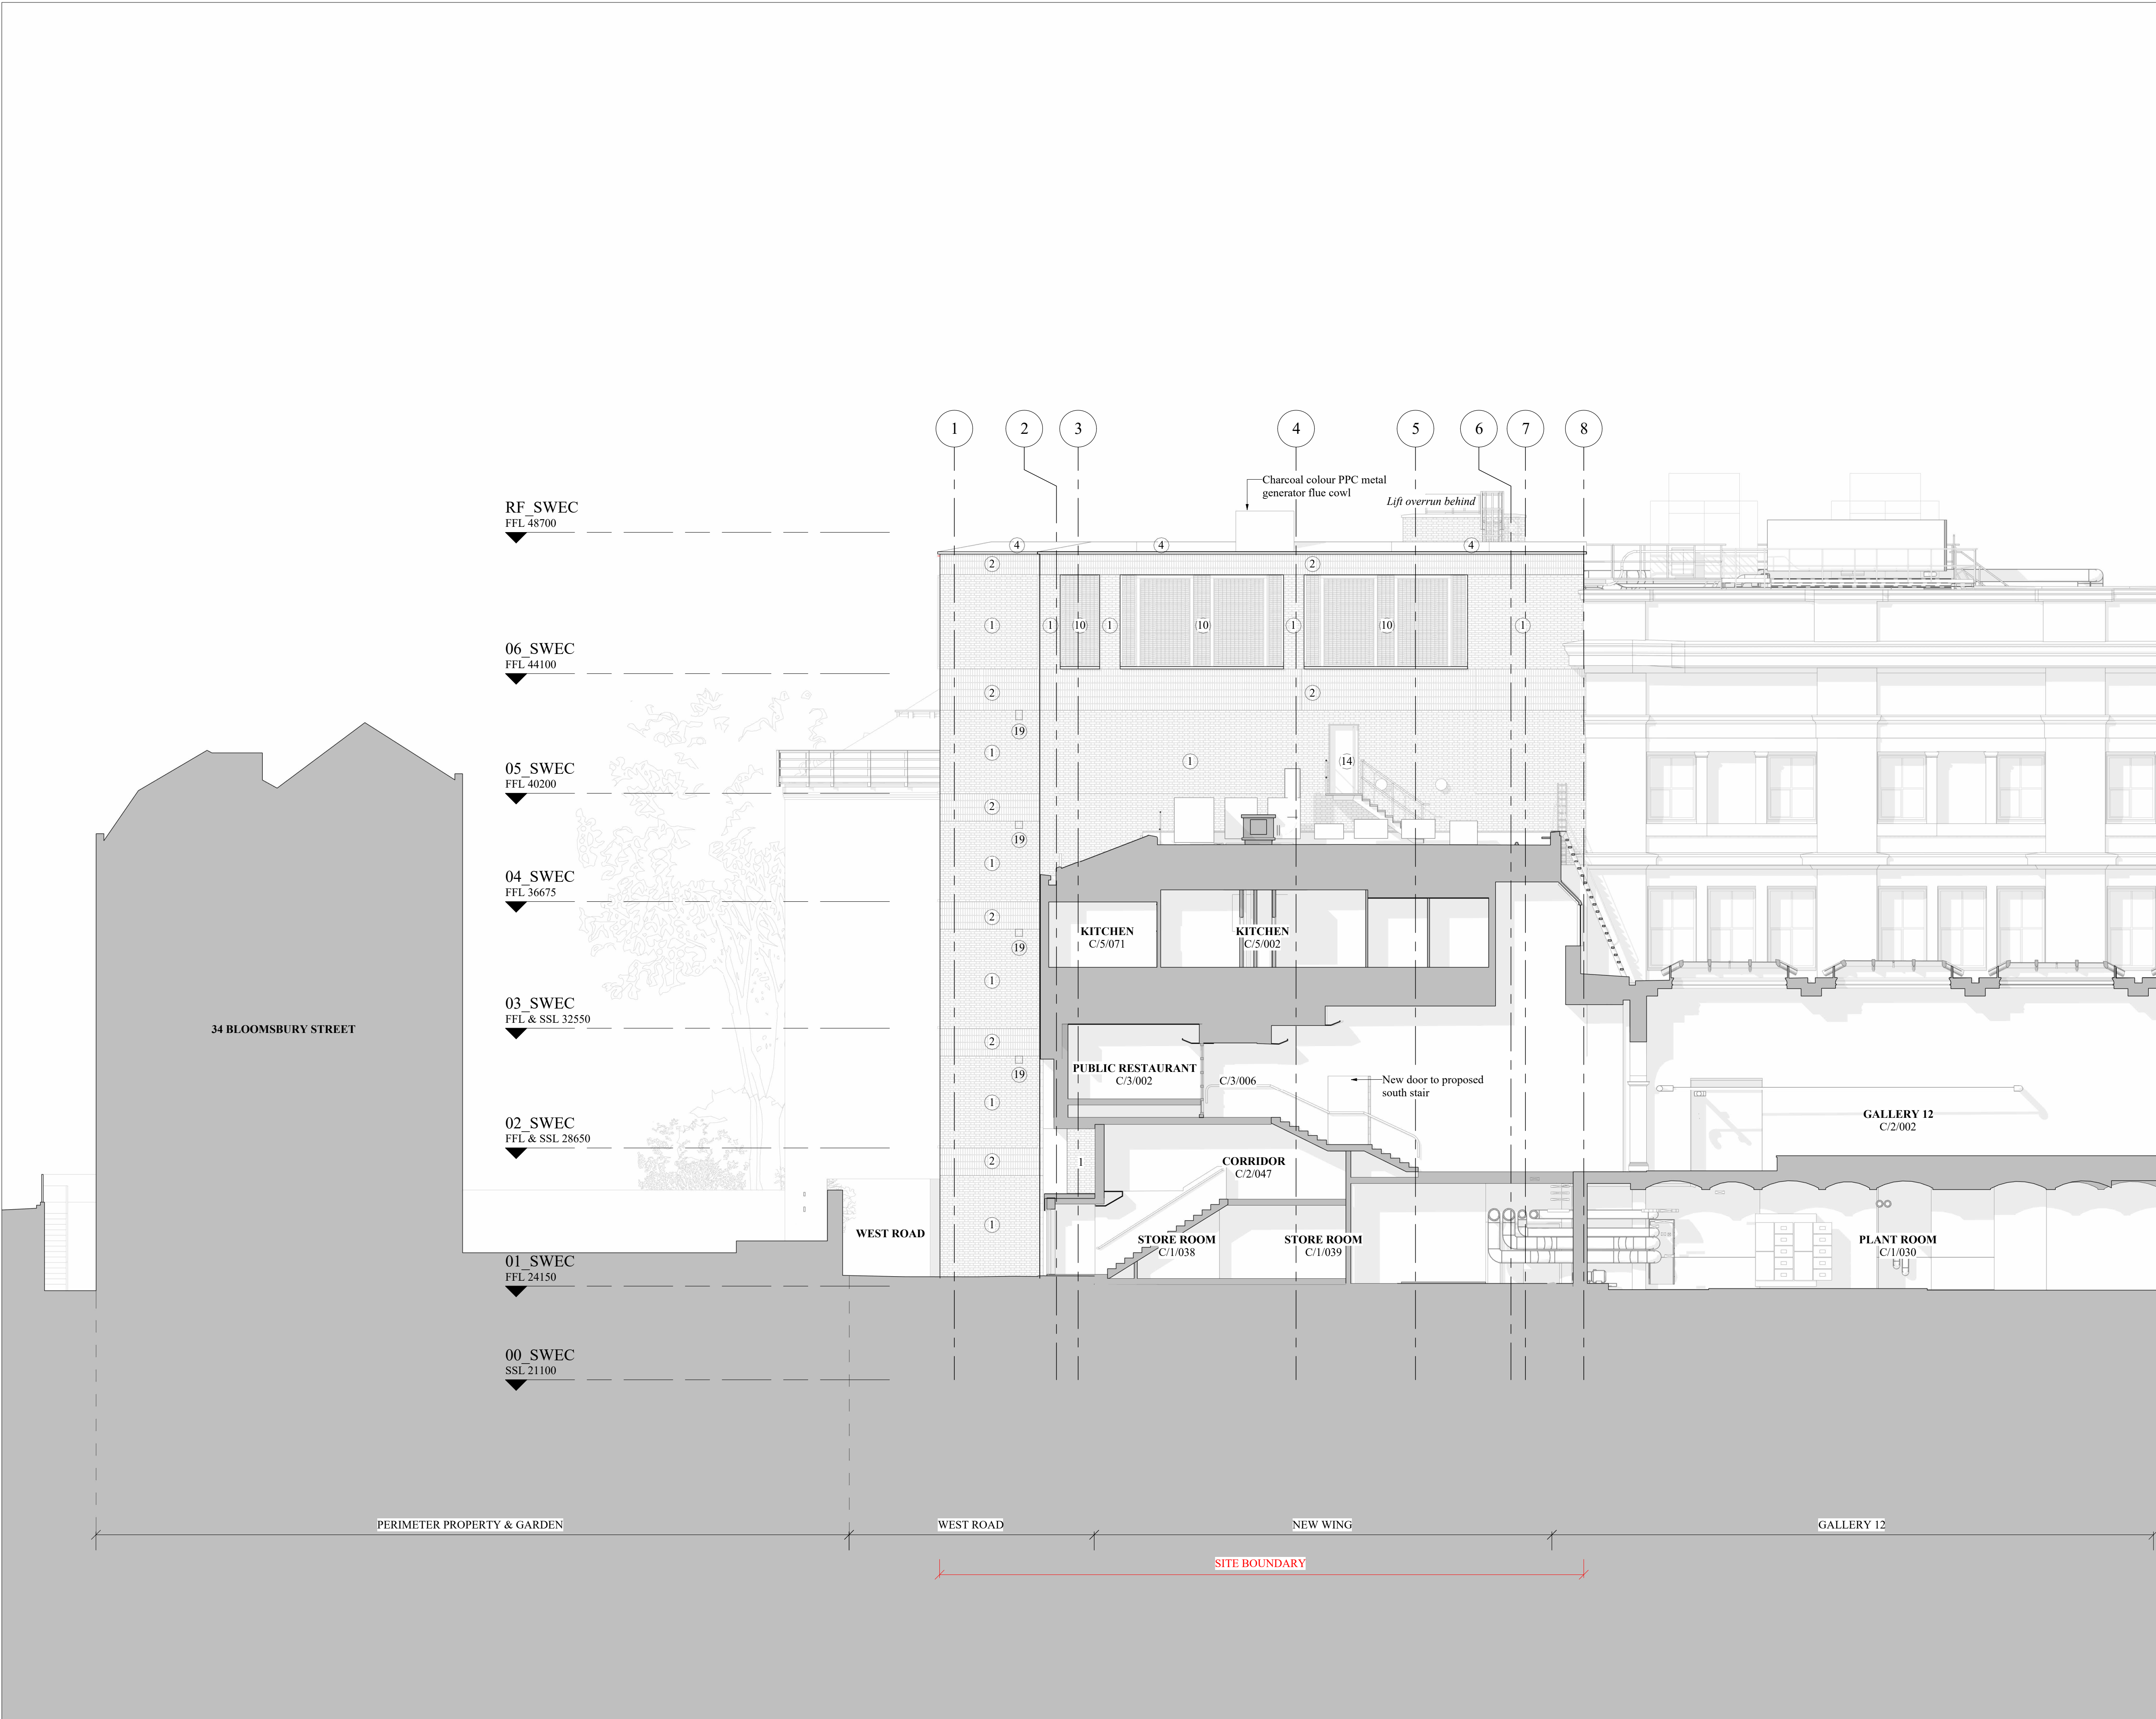 1 2 3 4 5 6 7 8
Charcoal colour PPC metal
generator flue cowl
Lift overrun behind
RF_SWEC
FFL 48700
4 4 4
2 2
1 1 10 1 10 1 10 1
06_SWEC
FFL 44100
2 2
19
1 1 14
05_SWEC
FFL 40200
2
19
1
04_SWEC
FFL 36675
2
KITCHEN
C/5/071
KITCHEN
C/5/002
19
1
03_SWEC
FFL & SSL 32550
34 BLOOMSBURY STREET
2
19
PUBLIC RESTAURANT
C/3/002
C/3/006
New door to proposed
south stair
1
GALLERY 12
C/2/002
02_SWEC
FFL & SSL 28650
2
1
CORRIDOR
C/2/047
1
WEST ROAD
STORE ROOM
C/1/038
STORE ROOM
C/1/039
PLANT ROOM
C/1/030
01_SWEC
FFL 24150
00_SWEC
SSL 21100
PERIMETER PROPERTY & GARDEN
WEST ROAD
NEW WING
GALLERY 12
SITE BOUNDARY